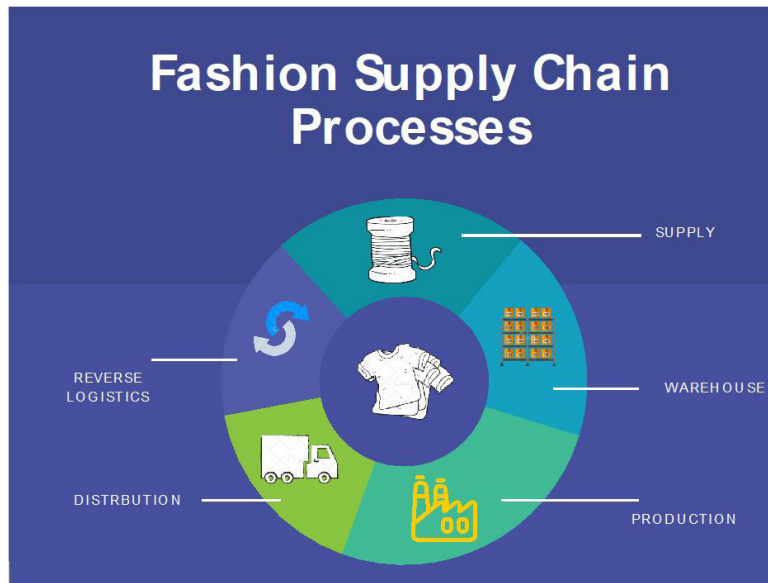 Fashion Supply Chain
Processes
SUPPLY
WAREHOUSE
PRODUCTION
DISTRBUTION
REVERSE
LOGISTICS